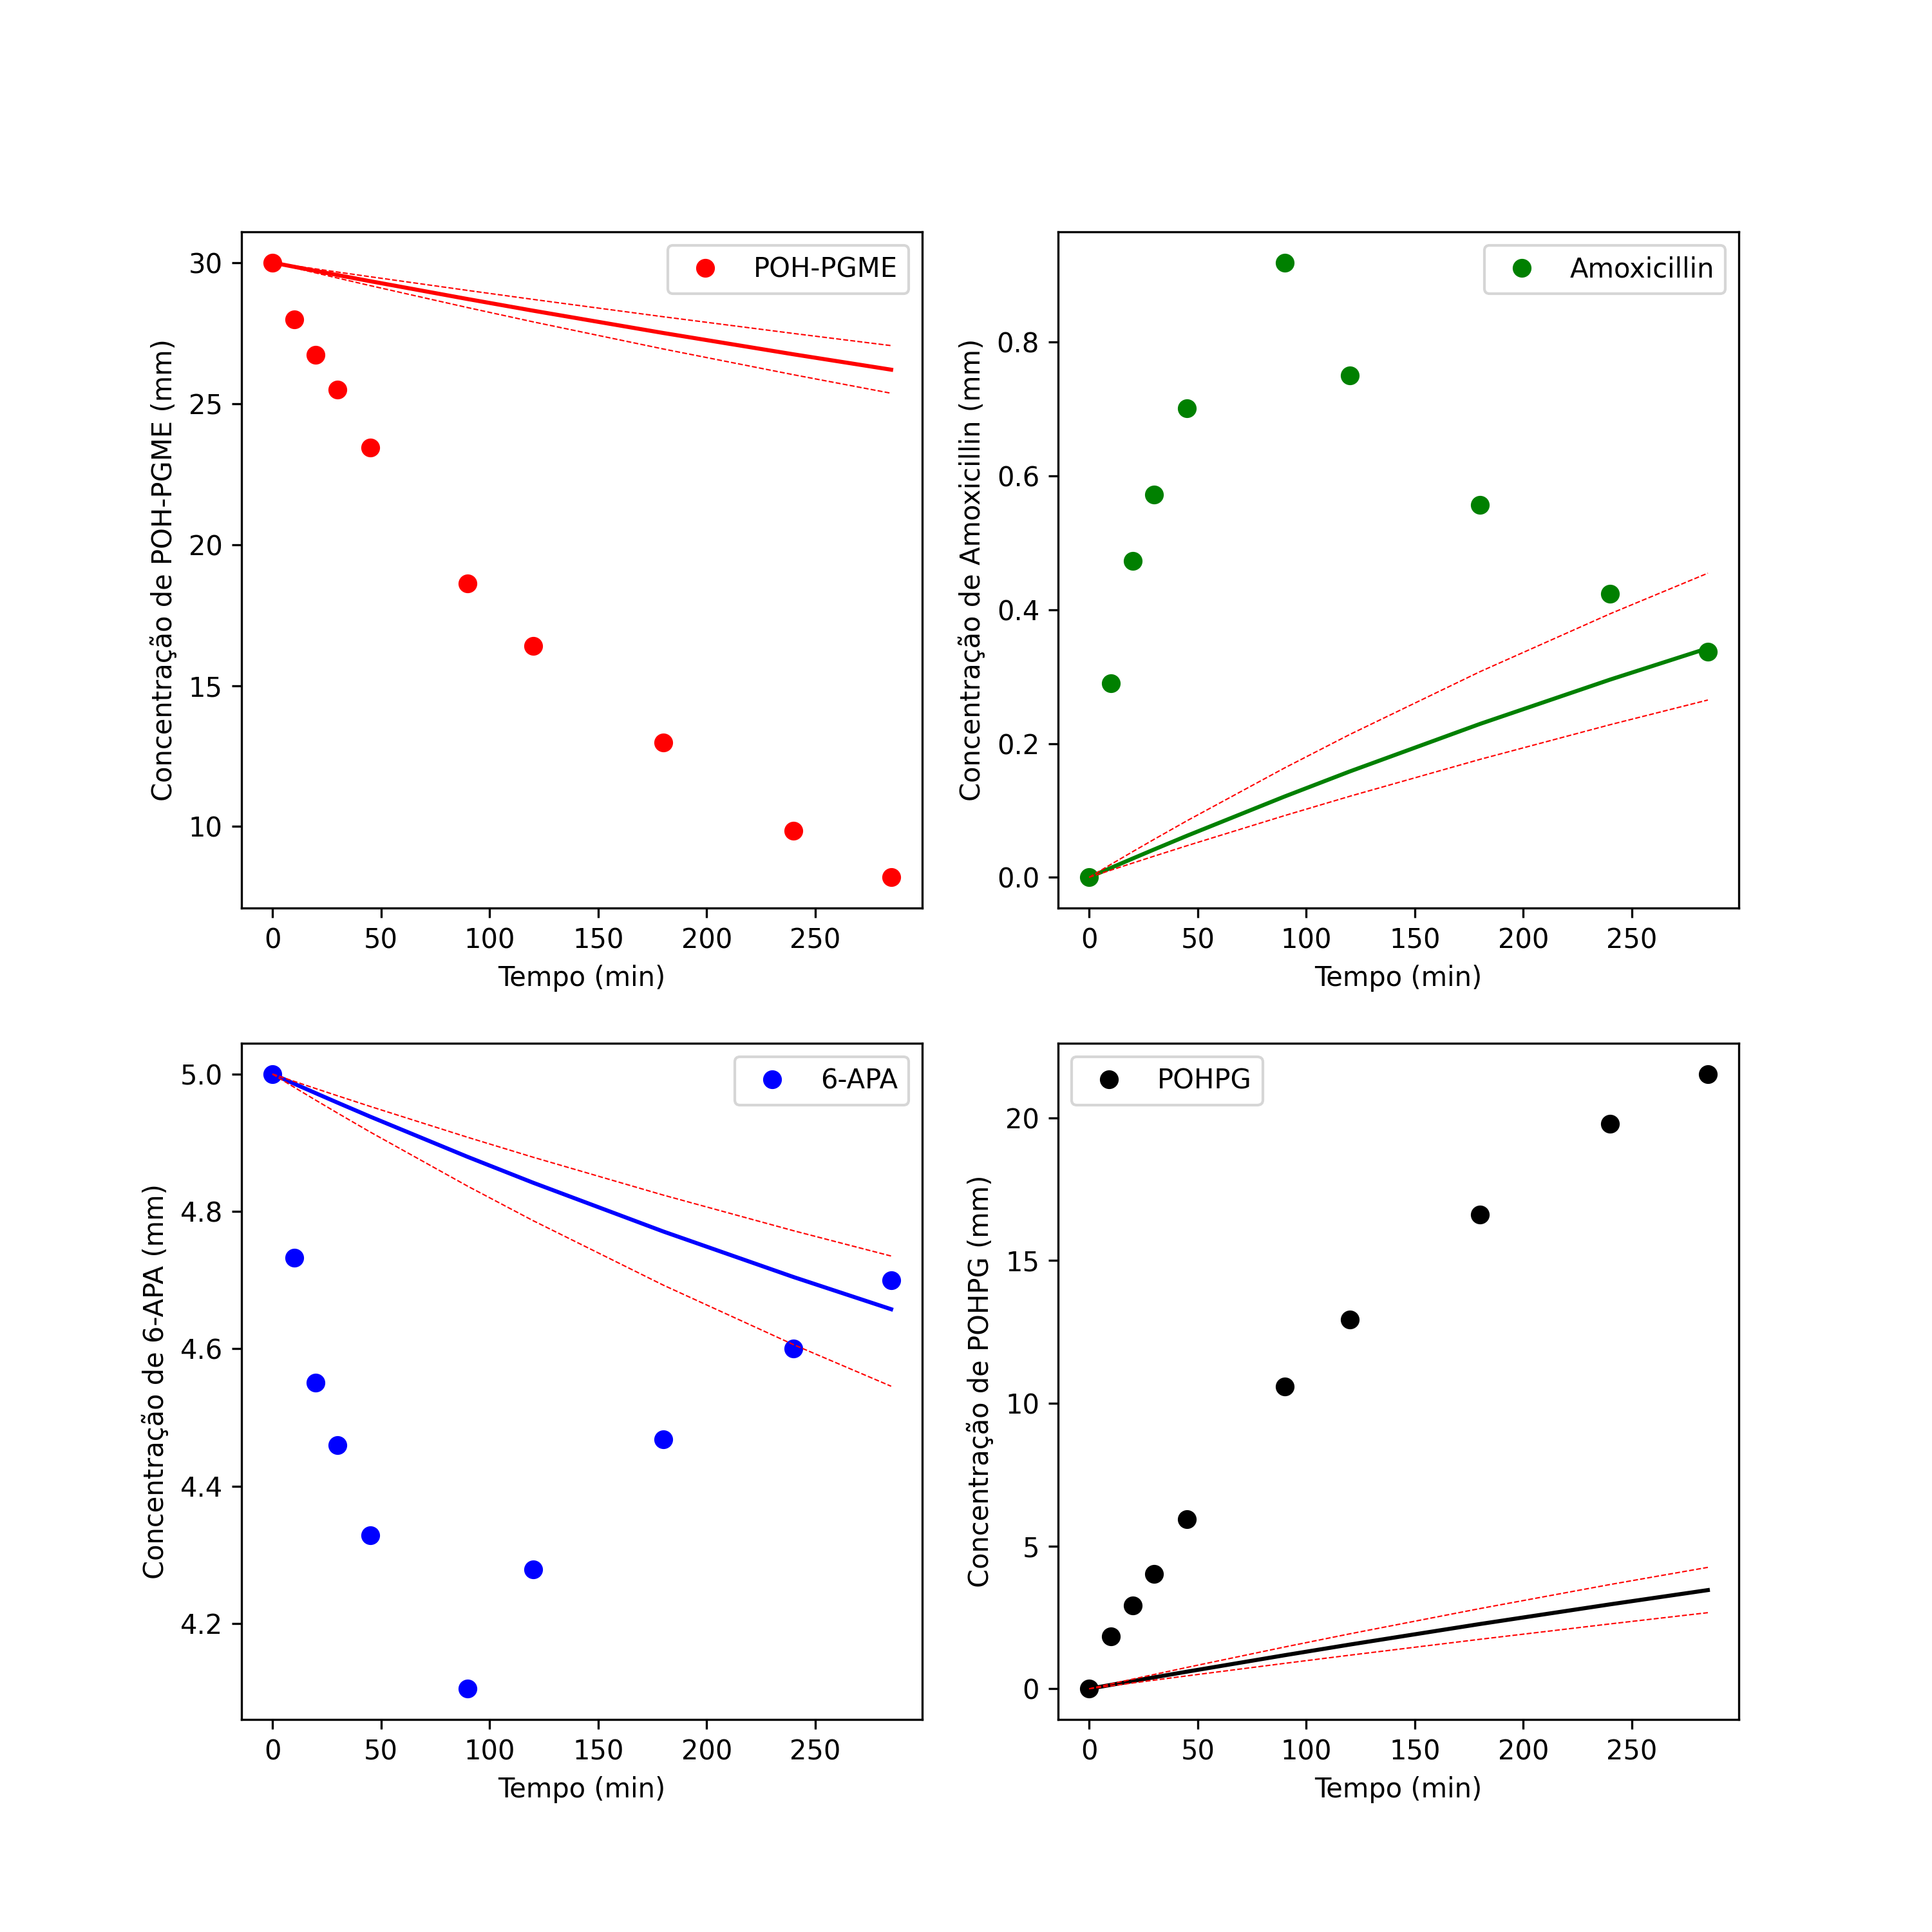 POH-PGME
Concentração de POH-PGME (mm)
30
25
20
15
10
0 50 100 150 200 250
Tempo (min)
Amoxicillin
Concentração de Amoxicillin (mm)
0.8
0.6
0.4
0.2
0.0
0 50 100 150 200 250
Tempo (min)
6-APA
Concentração de 6-APA (mm)
5.0
4.8
4.6
4.4
4.2
0 50 100 150 200 250
Tempo (min)
POHPG
Concentração de POHPG (mm)
20
15
10
5
0
0 50 100 150 200 250
Tempo (min)